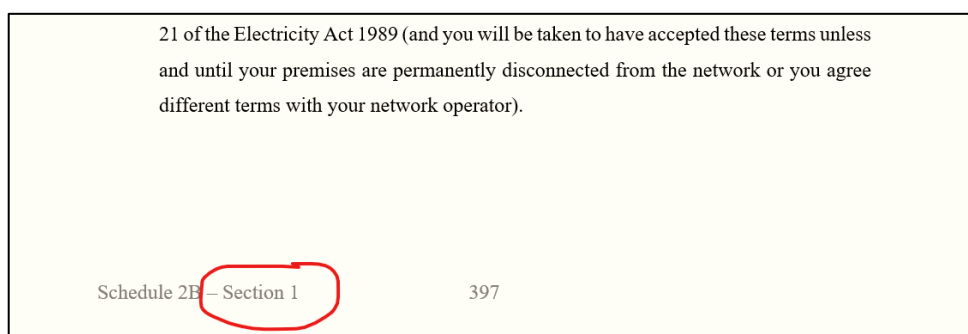 21 of the Electricity Act 1989 (and you will be taken to have accepted these terms unless
and until your premises are permanently disconnected from the network or you agree
different terms with your network operator).
Schedule 2B – Section 1 397